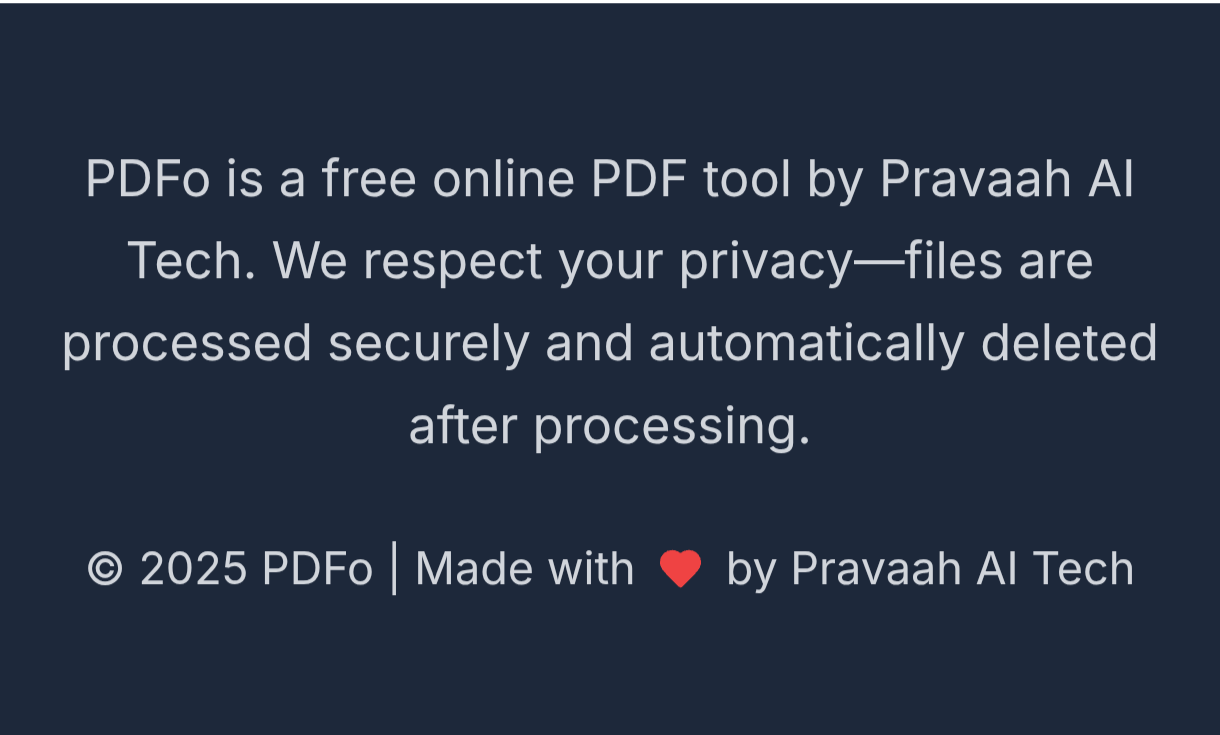 PDFo is a free online PDF tool by Pravaah AI
Tech. We respect your privacy—files are
processed securely and automatically deleted
after processing.
© 2025 PDFo | Made with ❤ by Pravaah AI Tech